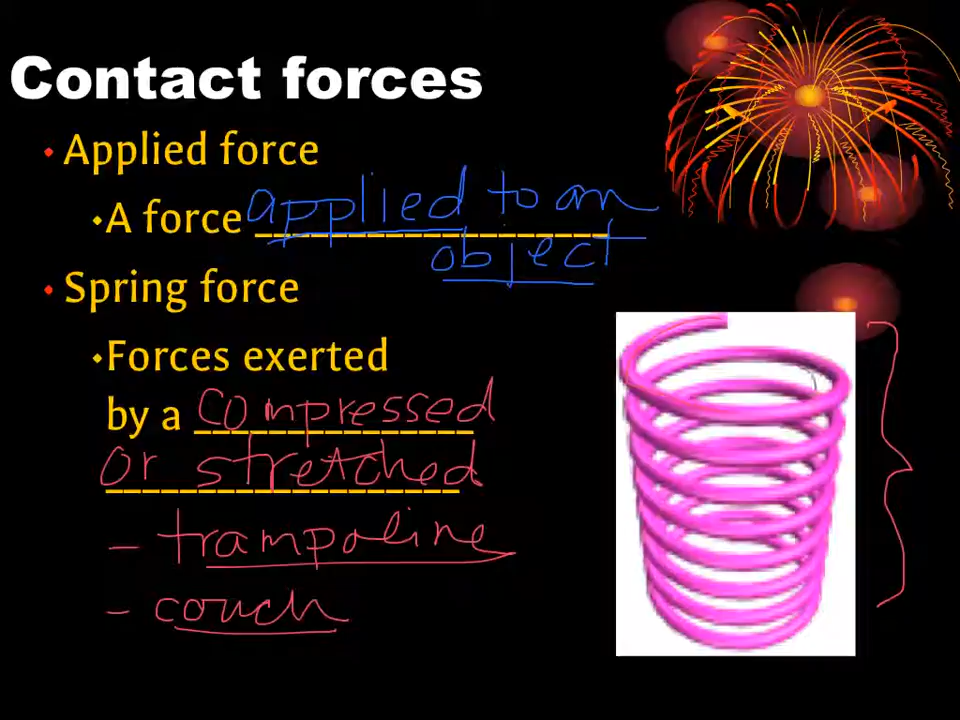 Contact forces
• Applied force
• A force applied to an
object
• Spring force
• Forces exerted
by a compressed
or stretched
- trampoline
- couch